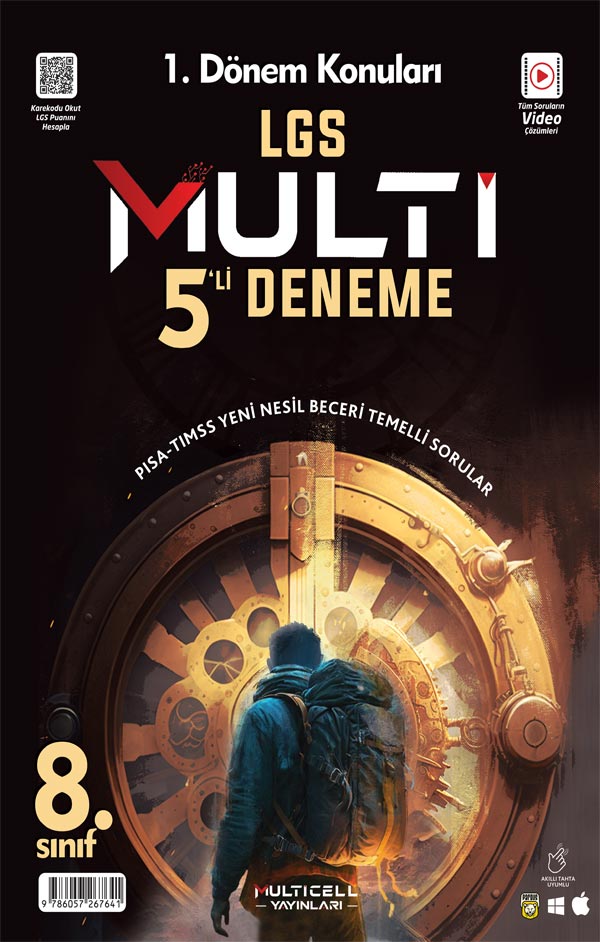 Karekodu Okut
LGS Puanını
Hesapla
1. Dönem Konuları
Tüm Soruların
Video
Çözümleri
LGS
MULTİ
5'Lİ DENEME
PISA-TIMSS YENİ NESİL BECERİ TEMELLİ SORULAR
8.
sınıf
9 786057 267641
MULTICELL
YAYINLARI
AKILLI TAHTA
UYUMLU
PARDUS